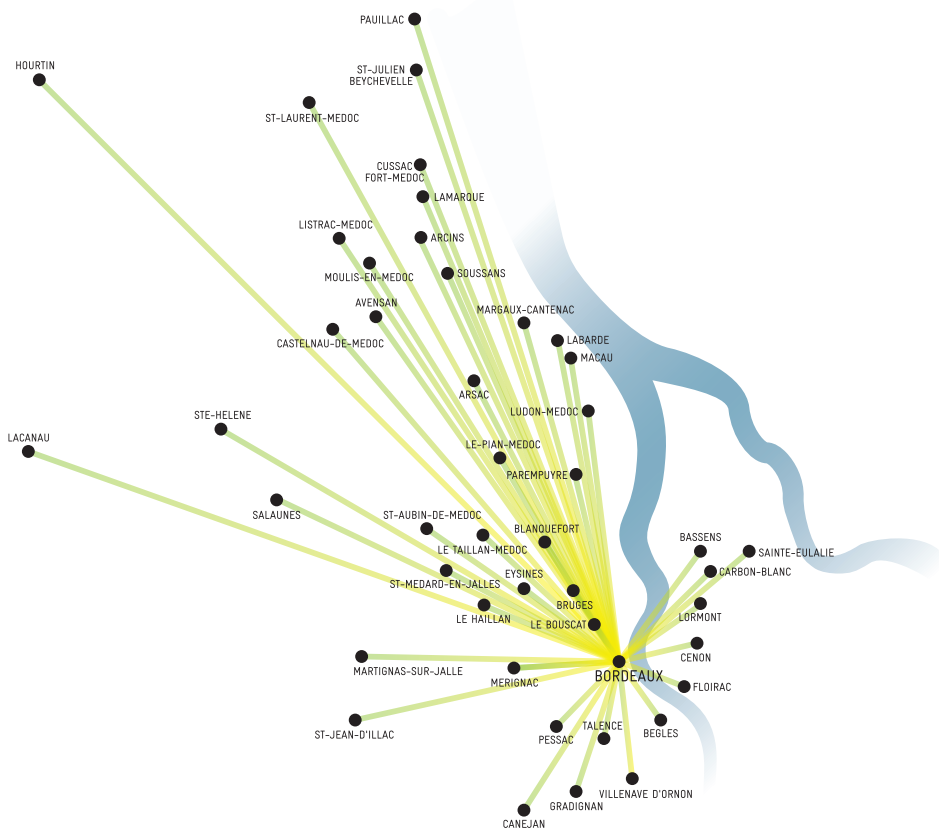 PAUILLAC
HOURTIN
ST-JULIEN
BEYCHEVELLE
ST-LAURENT-MEDOC
CUSSAC
FORT-MEDOC
LAMARQUE
LISTRAC-MEDOC
ARCINS
MOULIS-EN-MEDOC
SOUSSANS
AVENSAN
MARGAUX-CANTENAC
CASTELNAU-DE-MEDOC
LABARDE
MACAU
ARSAC
LUDON-MEDOC
STE-HELENE
LACANAU
LE-PIAN-MEDOC
PAREMPUYRE
SALAUNES
ST-AUBIN-DE-MEDOC
BLANQUEFORT
LE TAILLAN-MEDOC
BASSENS
SAINTE-EULALIE
EYSINES
CARBON-BLANC
ST-MEDARD-EN-JALLES
BRUGES
LE HAILLAN
LE BOUSCAT
LORMONT
CENON
MARTIGNAS-SUR-JALLE
MERIGNAC
BORDEAUX
FLOIRAC
ST-JEAN-D'ILLAC
PESSAC
TALENCE
BEGLES
VILLENAVE D'ORNON
GRADIGNAN
CANEJAN